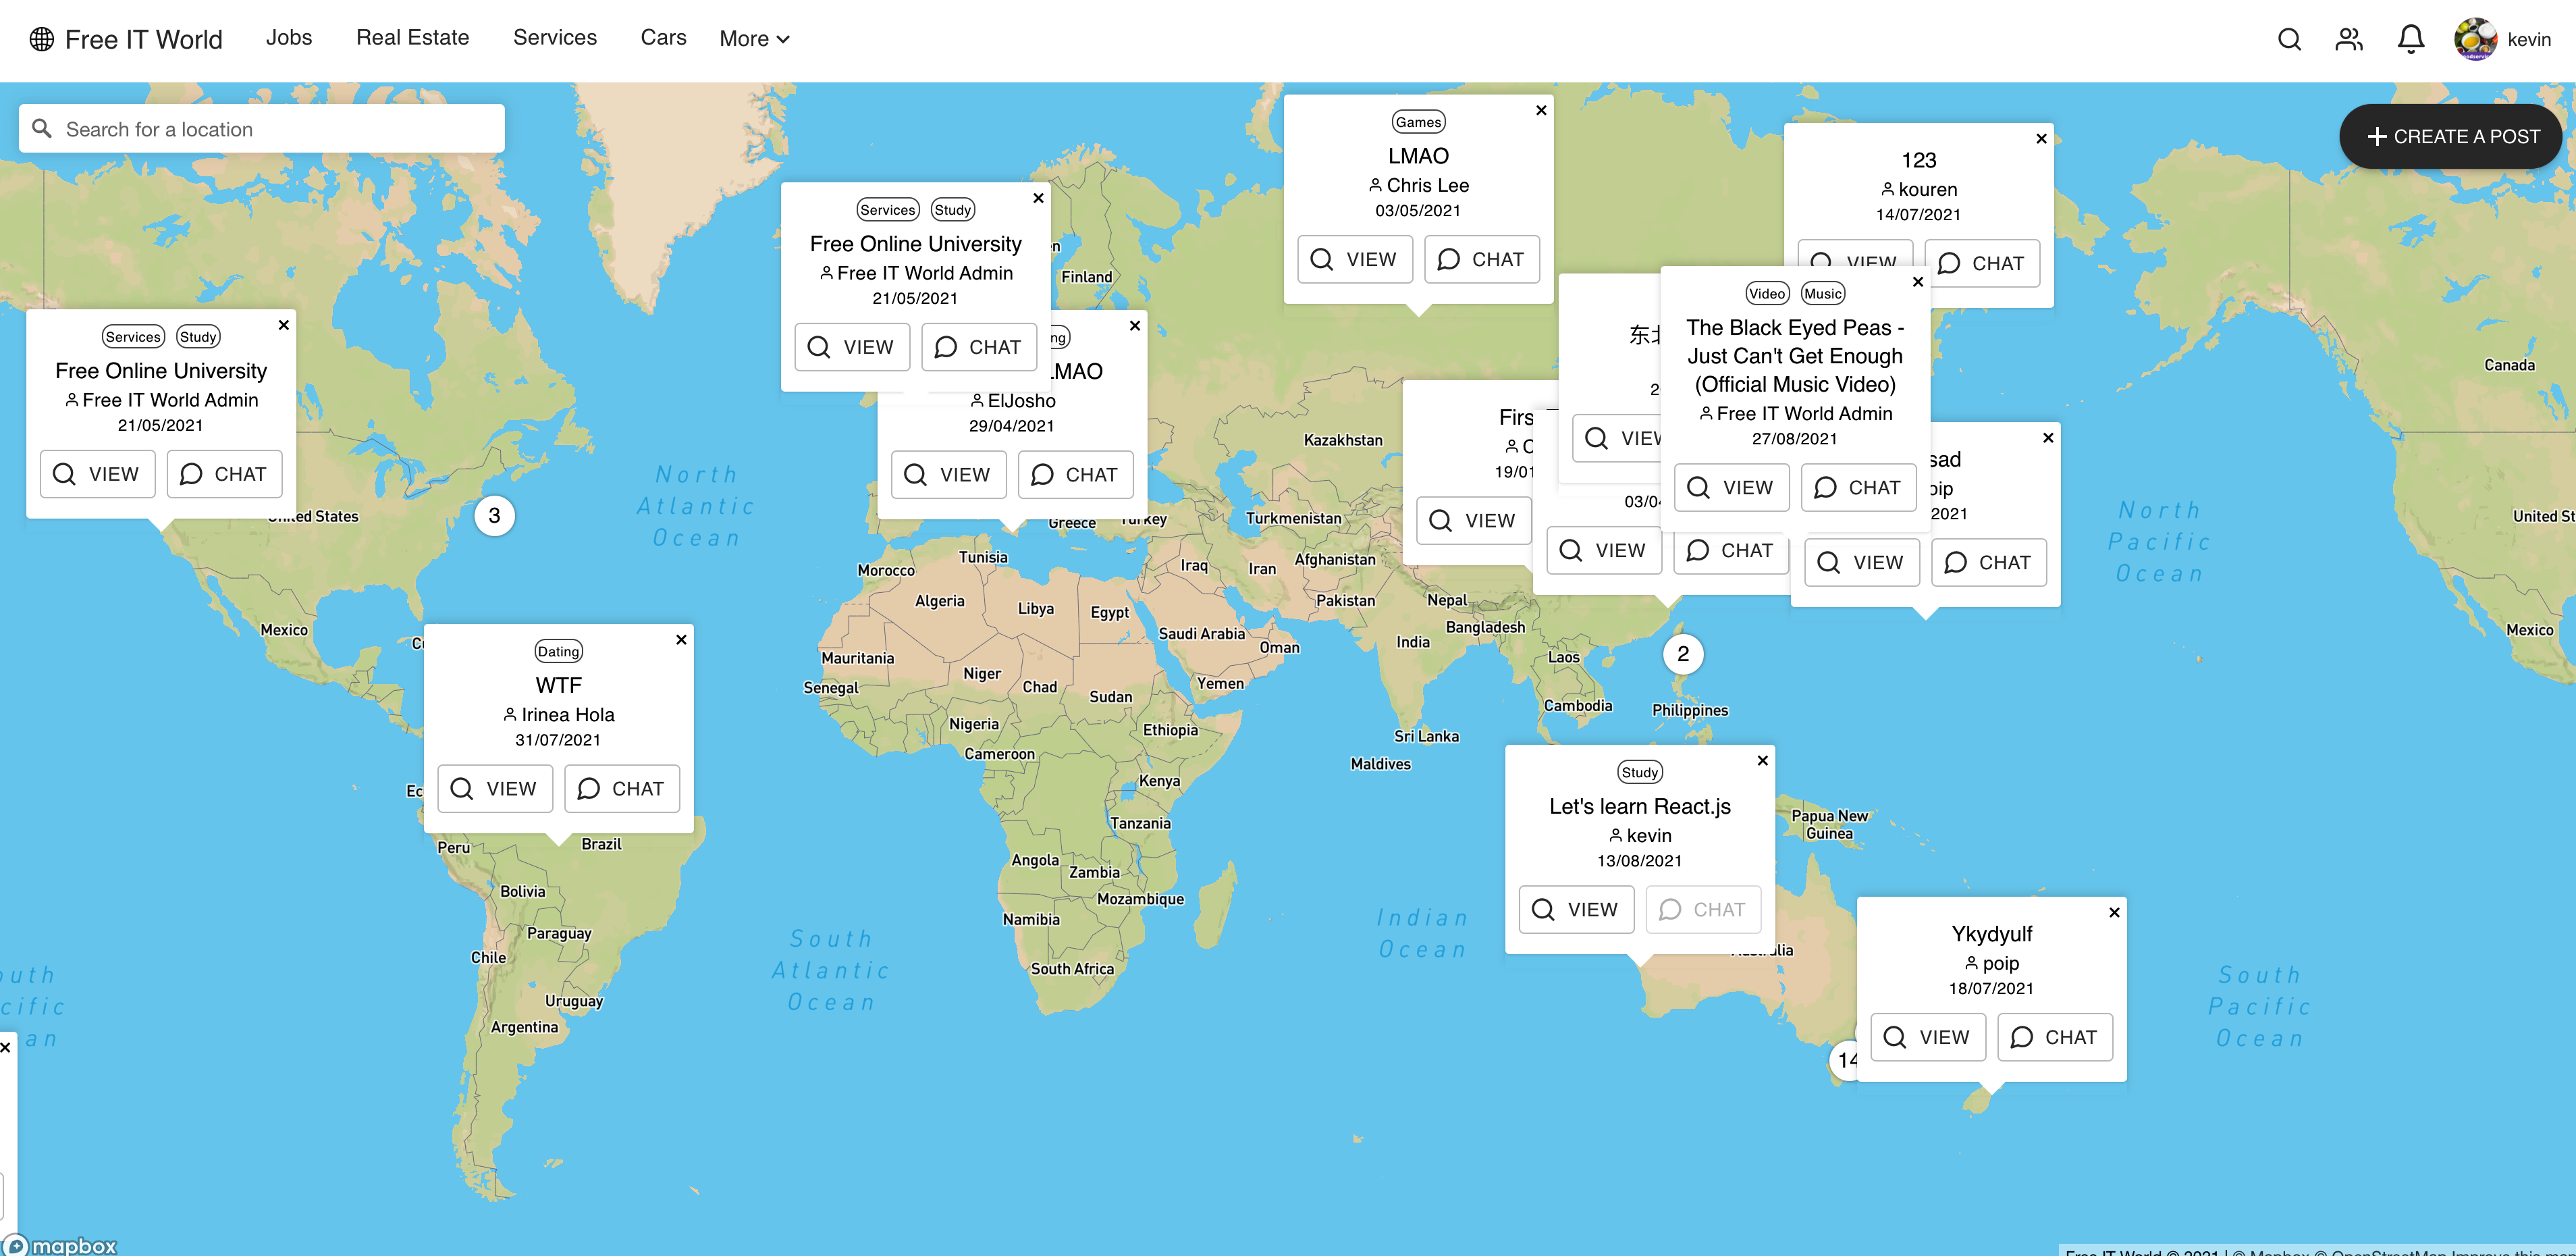 Free IT World
Jobs
Real Estate
Services
Cars
More
kevin
Search for a location
CREATE A POST
Games
LMAO
Chris Lee
03/05/2021
VIEW
CHAT
123
kouren
14/07/2021
VIEW
CHAT
Services Study
Free Online University
Free IT World Admin
21/05/2021
VIEW
CHAT
Finland
Services Study
Free Online University
Free IT World Admin
21/05/2021
VIEW
CHAT
LMAO
ElJosho
29/04/2021
VIEW
CHAT
Video Music
The Black Eyed Peas -
Just Can't Get Enough
(Official Music Video)
Free IT World Admin
27/08/2021
VIEW
CHAT
东
VIEW
VIEW
03/0
VIEW
CHAT
2021
VIEW
CHAT
Canada
Kazakhstan
North
Atlantic
Ocean
3
United States
Greece
Turkey
Turkmenistan
Afghanistan
North
Pacific
Ocean
United St
Tunisia
Morocco
Iraq
Iran
Algeria
Libya
Egypt
Pakistan
Nepal
Bangladesh
Saudi Arabia
Oman
India
Mexico
Mexico
Mauritania
Laos
2
Niger
Chad
Sudan
Yemen
Senegal
Cambodia
Philippines
Nigeria
Ethiopia
Sri Lanka
Cameroon
Maldives
Kenya
Dating
WTF
Irinea Hola
31/07/2021
VIEW
CHAT
Study
Let's learn React.js
kevin
13/08/2021
VIEW
CHAT
Papua New
Guinea
Tanzania
Peru
Brazil
Angola
Zambia
Bolivia
Mozambique
Namibia
Paraguay
Chile
South Africa
Uruguay
Argentina
South
Atlantic
Ocean
Indian
Ocean
Australia
Ykydyulf
poip
18/07/2021
VIEW
CHAT
14
South
Pacific
Ocean
outh
cific
an
mapbox
Free IT World © 2021 | © Mapbox © OpenStreetMap Improve this map